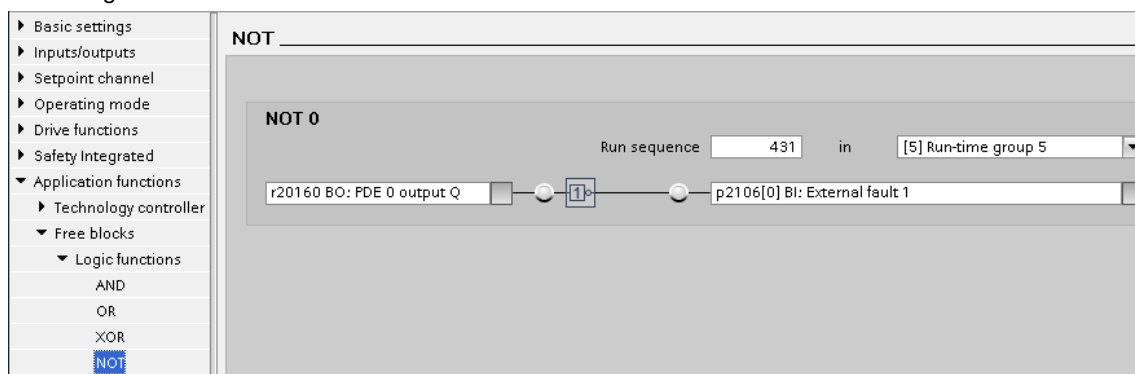 Basic settings
Inputs/outputs
Setpoint channel
Operating mode
Drive functions
Safety Integrated
Application functions
Technology controller
Free blocks
Logic functions
AND
OR
XOR
NOT
NOT
NOT 0
Run sequence 431 in [5] Run-time group 5
r20160 BO: PDE 0 output Q 1 p2106[0] BI: External fault 1